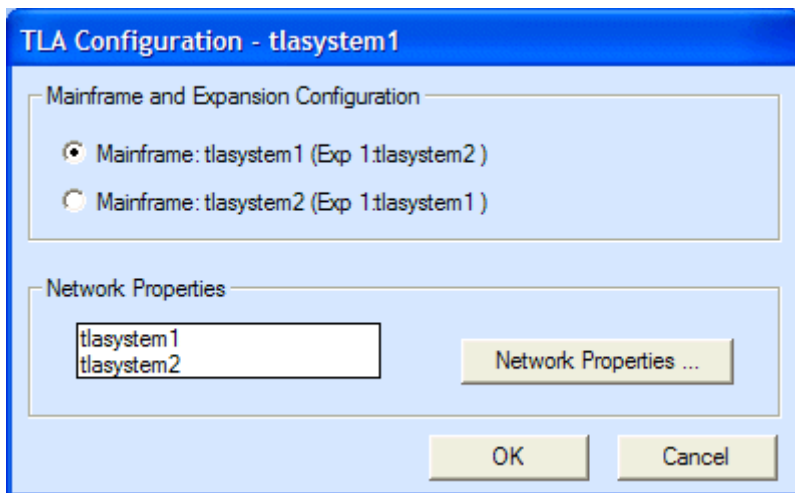 TLA Configuration - tlasystem1
Mainframe and Expansion Configuration
Mainframe: tlasystem1 (Exp 1:tlasystem2 )
Mainframe: tlasystem2 (Exp 1:tlasystem1 )
Network Properties
tlasystem1
tlasystem2
Network Properties ...
OK
Cancel